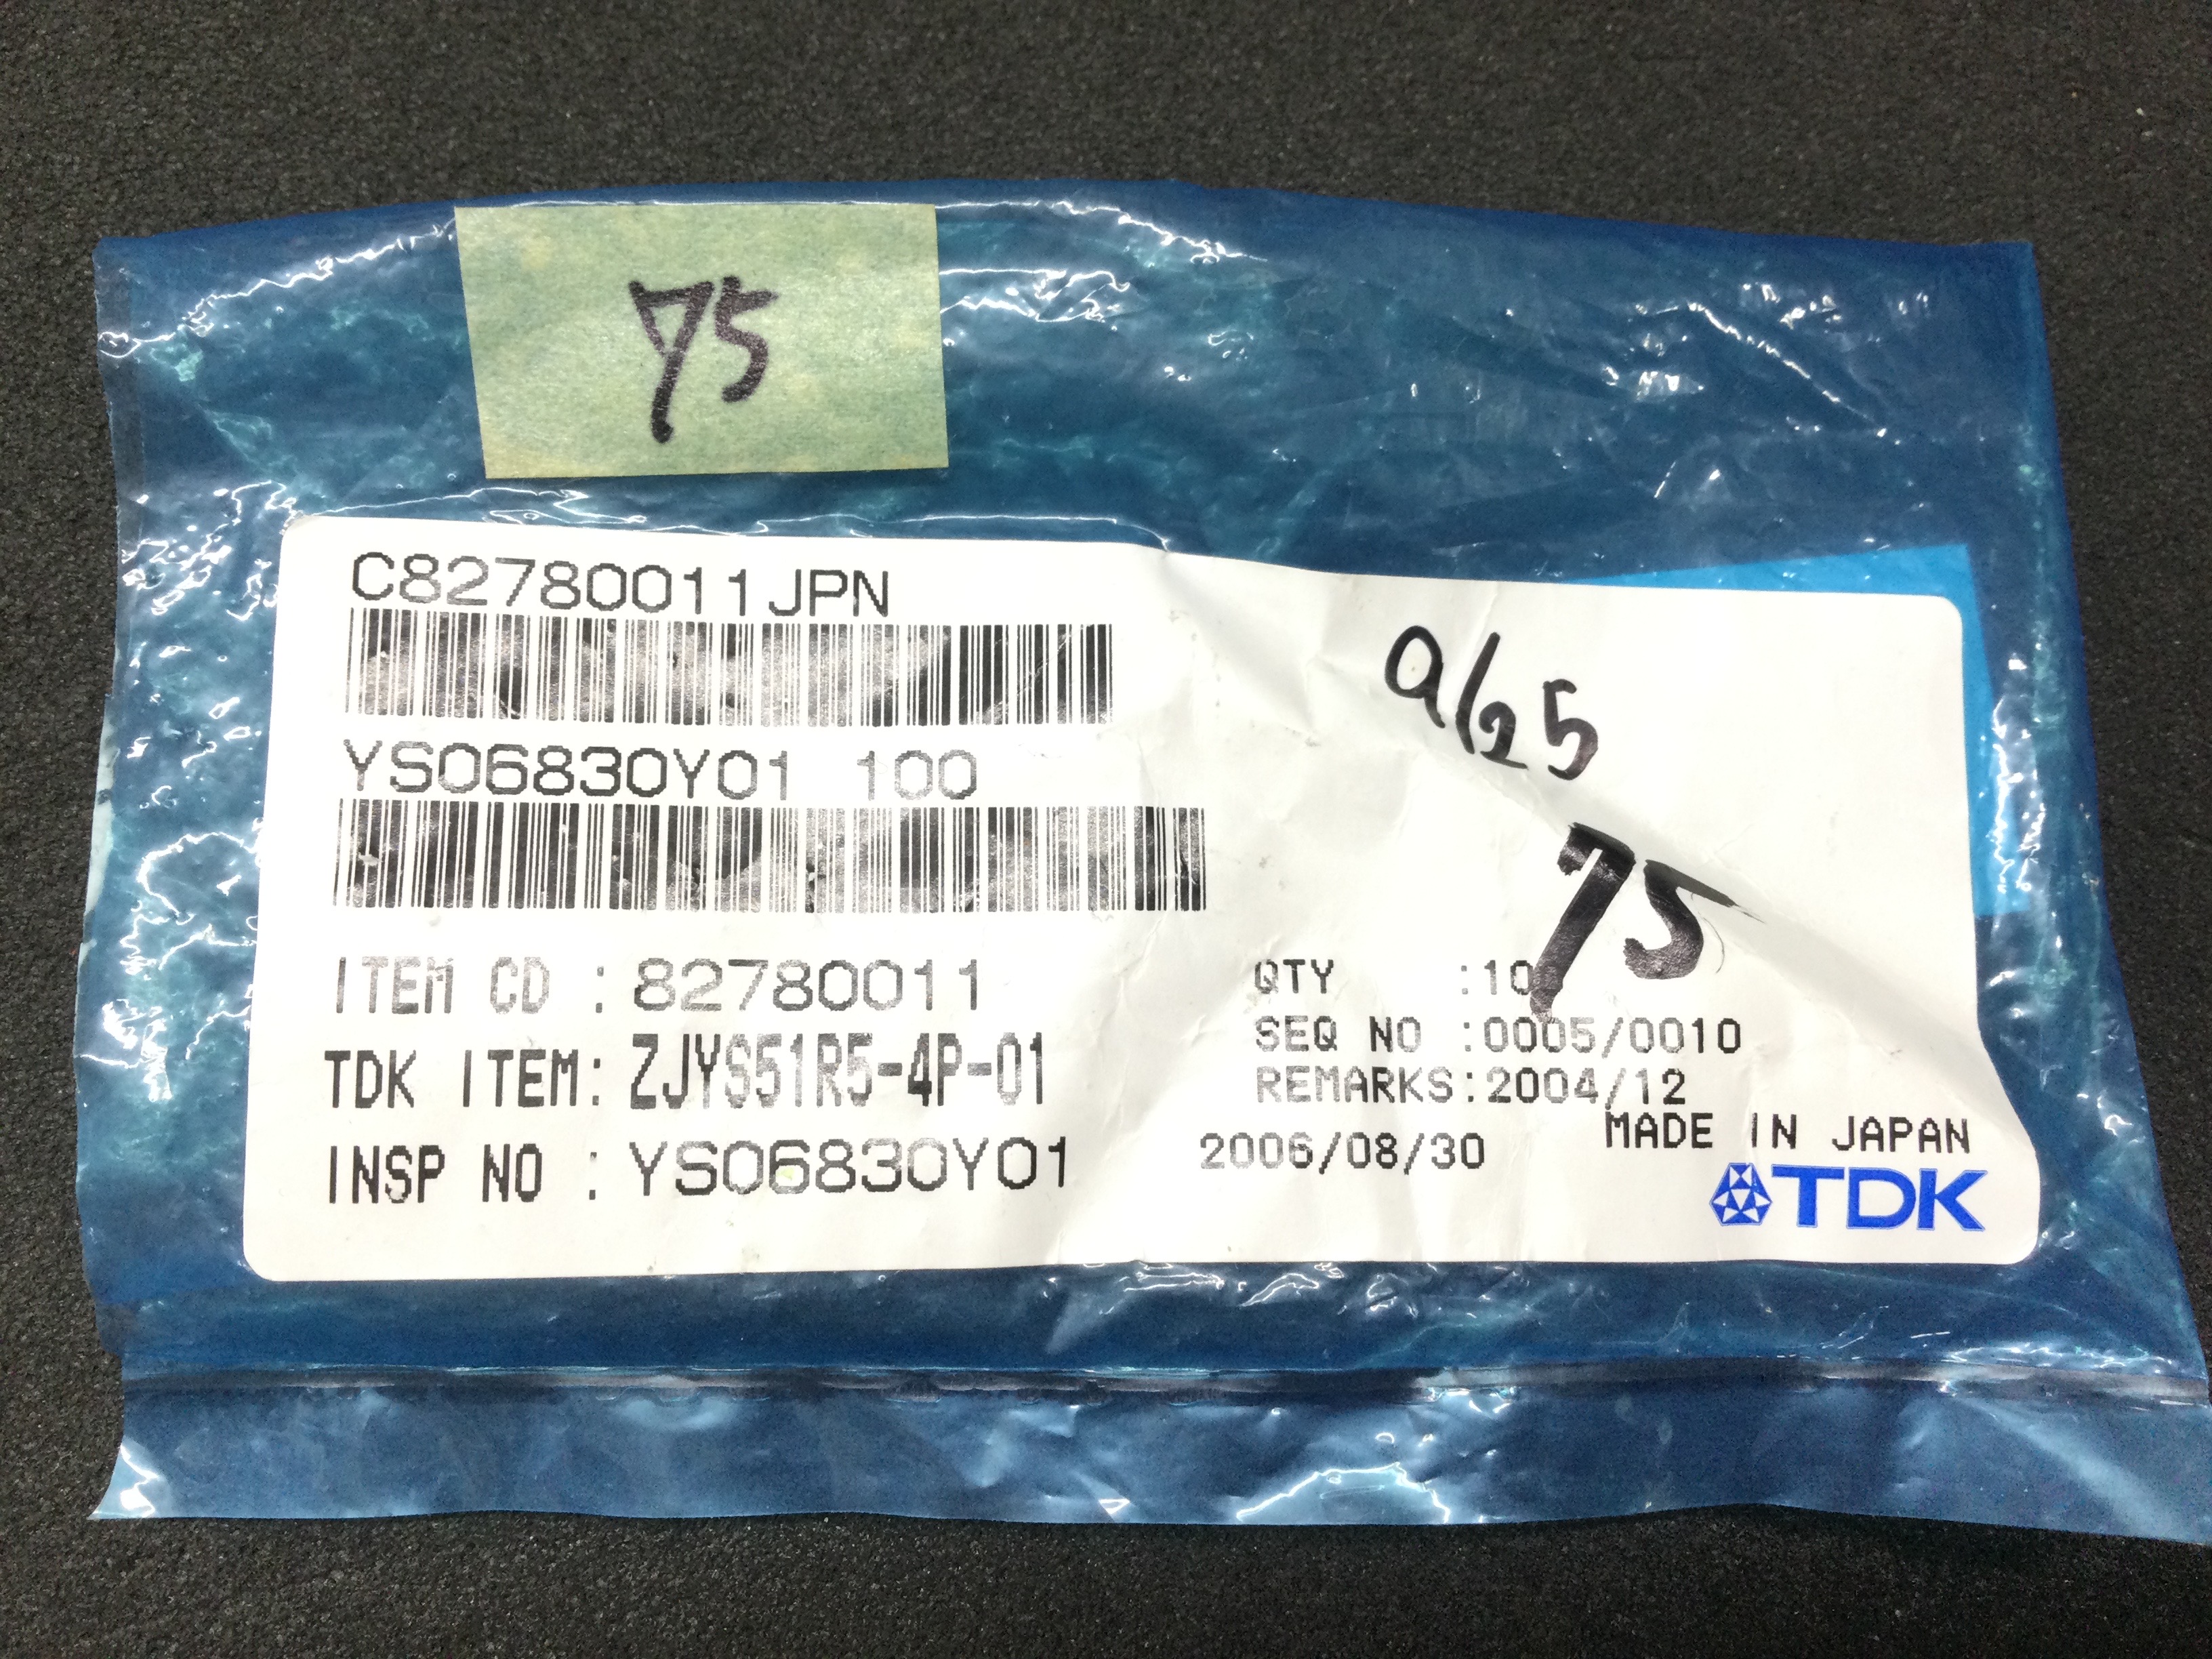 75
C82780011JPN
9/25
YS06830Y01 100
75
ITEM CD : 82780011
QTY :10
TDK ITEM: ZJYS51R5-4P-01
SEQ NO :0005/0010
REMARKS:2004/12
INSP NO : YS06830Y01
2006/08/30
MADE IN JAPAN
TDK